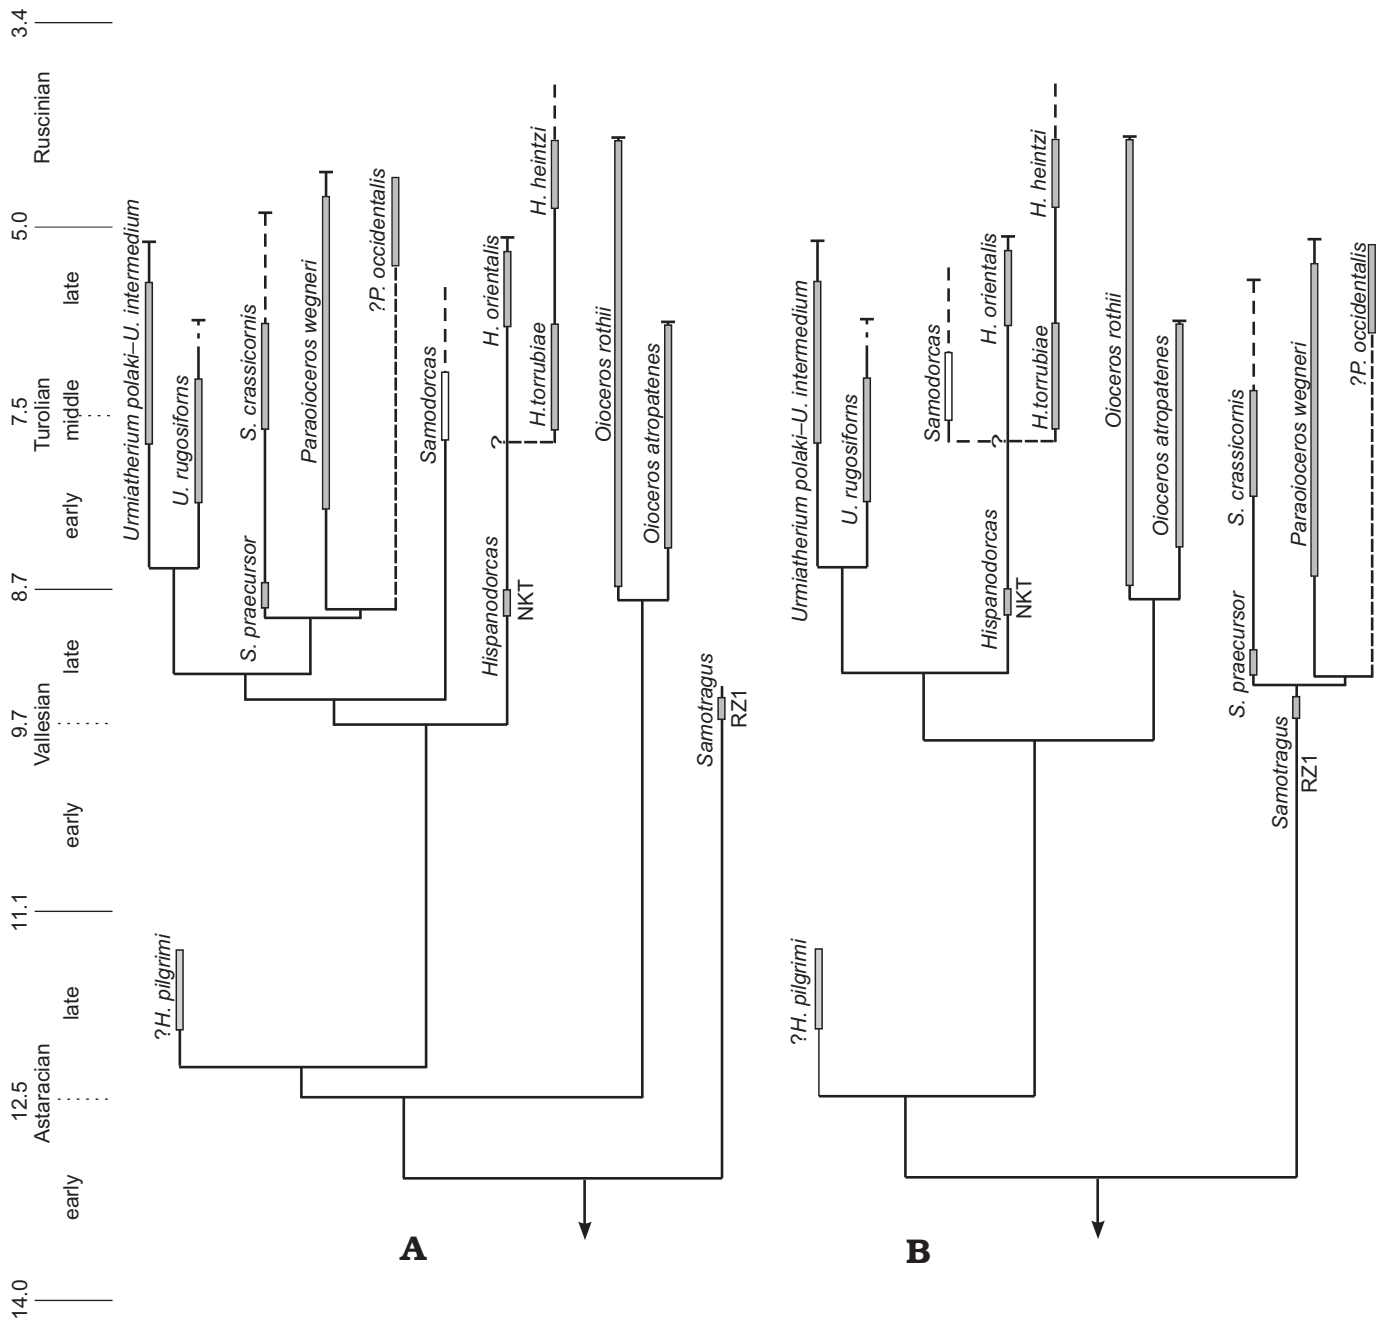 3.4
Ruscinian
5.0
late
7.5
Turolian
middle
early
8.7
late
9.7
Vallesian
early
11.1
late
12.5
Astaracian
early
14.0
Urmiatherium polaki–U. intermedium
U. rugosiforns
S. crassicornis
S. praecursor
Paraoioceros wegneri
?P. occidentalis
Samodorcas
H. orientalis
?
Hispanodorcas
NKT
H. heintzi
H.torrubiae
Oioceros rothii
Oioceros atropatenes
Samotragus
RZ1
?H. pilgrimi
A
Urmiatherium polaki–U. intermedium
U. rugosiforns
Samodorcas
H. orientalis
?
Hispanodorcas
NKT
H. heintzi
H.torrubiae
Oioceros rothii
Oioceros atropatenes
S. crassicornis
S. praecursor
Paraoioceros wegneri
?P. occidentalis
Samotragus
RZ1
?H. pilgrimi
B